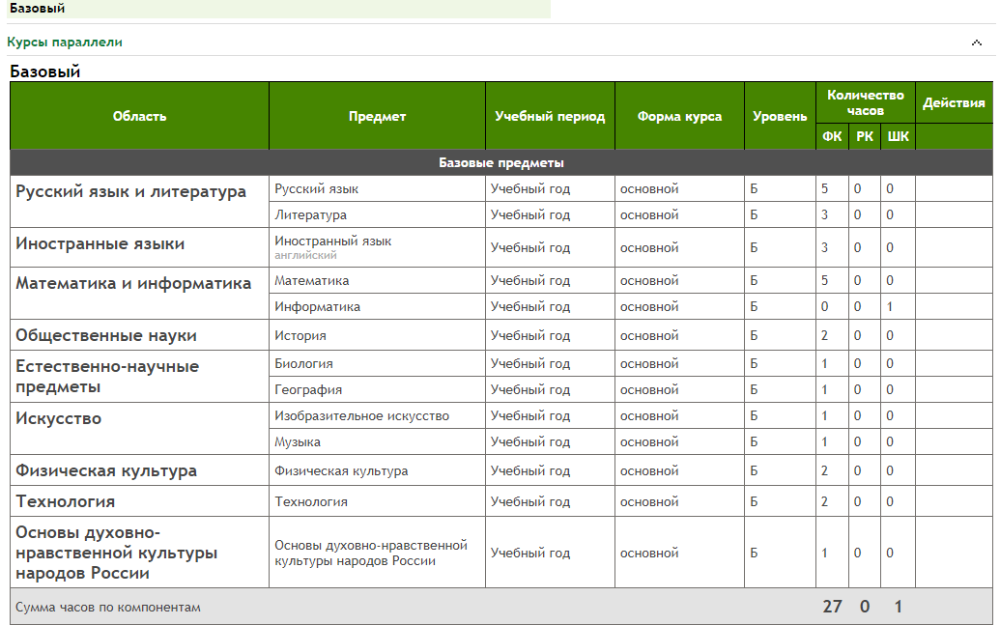 Базовый
Курсы параллели
Базовый
Область Предмет Учебный период Форма курса Уровень Количество часов Действия
ФК РК ШК
Базовые предметы
Русский язык и литература Русский язык Учебный год основной Б 5 0 0
Литература Учебный год основной Б 3 0 0
Иностранные языки Иностранный язык Учебный год основной Б 3 0 0
английский
Математика и информатика Математика Учебный год основной Б 5 0 0
Информатика Учебный год основной Б 0 0 1
Общественные науки История Учебный год основной Б 2 0 0
Естественно-научные Биология Учебный год основной Б 1 0 0
предметы География Учебный год основной Б 1 0 0
Искусство Изобразительное искусство Учебный год основной Б 1 0 0
Музыка Учебный год основной Б 1 0 0
Физическая культура Физическая культура Учебный год основной Б 2 0 0
Технология Технология Учебный год основной Б 2 0 0
Основы духовно-
нравственной культуры
народов России
Основы духовно-нравственной
культуры народов России
Учебный год основной Б 1 0 0
Сумма часов по компонентам 27 0 1